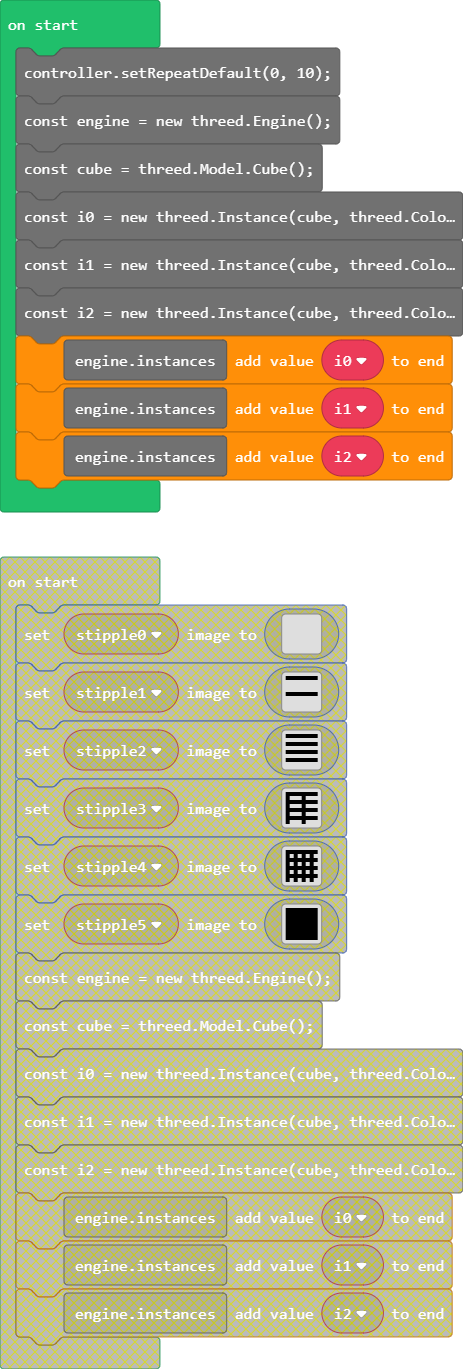 on start
controller.setRepeatDefault(0, 10);
const engine = new threed.Engine();
const cube = threed.Model.Cube();
const i0 = new threed.Instance(cube, threed.Colo…
const i1 = new threed.Instance(cube, threed.Colo…
const i2 = new threed.Instance(cube, threed.Colo…
engine.instances add value i0 to end
engine.instances add value i1 to end
engine.instances add value i2 to end
on start
set stipple0 image to
set stipple1 image to
set stipple2 image to
set stipple3 image to
set stipple4 image to
set stipple5 image to
const engine = new threed.Engine();
const cube = threed.Model.Cube();
const i0 = new threed.Instance(cube, threed.Colo…
const i1 = new threed.Instance(cube, threed.Colo…
const i2 = new threed.Instance(cube, threed.Colo…
engine.instances add value i0 to end
engine.instances add value i1 to end
engine.instances add value i2 to end